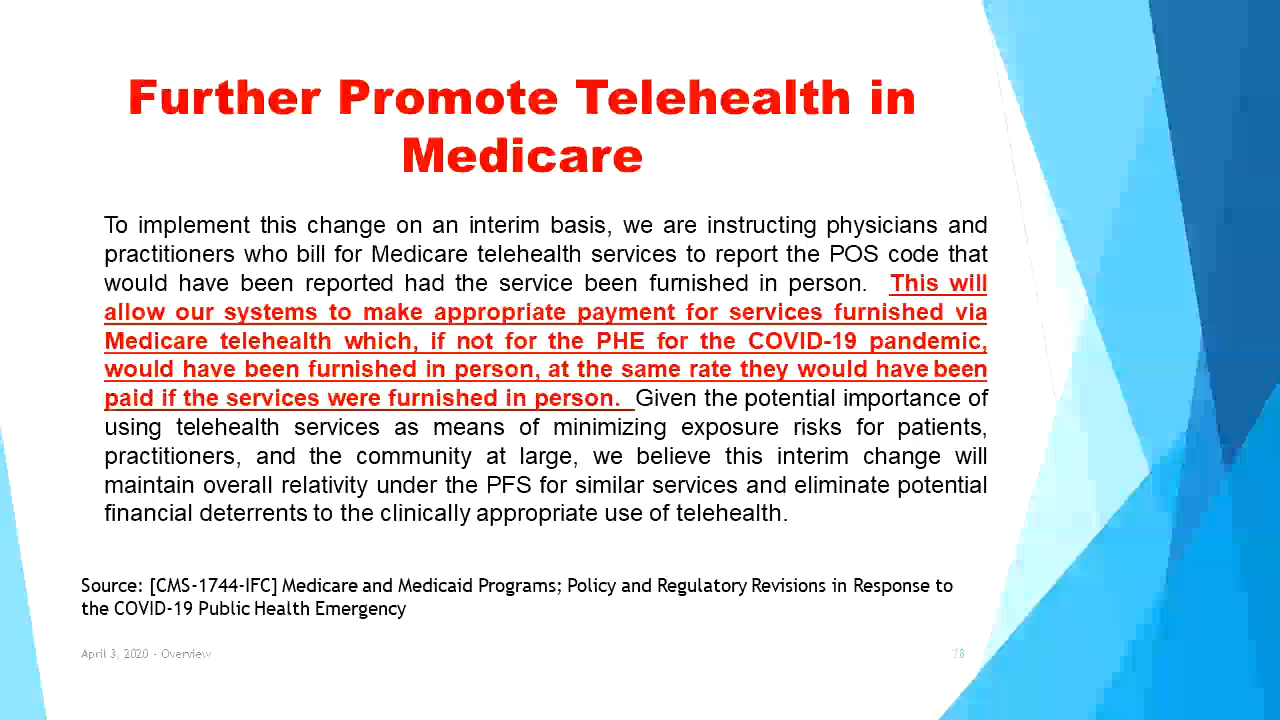 Further Promote Telehealth in
Medicare
To implement this change on an interim basis, we are instructing physicians and
practitioners who bill for Medicare telehealth services to report the POS code that
would have been reported had the service been furnished in person. This will
allow our systems to make appropriate payment for services furnished via
Medicare telehealth which, if not for the PHE for the COVID-19 pandemic,
would have been furnished in person, at the same rate they would have been
paid if the services were furnished in person. Given the potential importance of
using telehealth services as means of minimizing exposure risks for patients,
practitioners, and the community at large, we believe this interim change will
maintain overall relativity under the PFS for similar services and eliminate potential
financial deterrents to the clinically appropriate use of telehealth.
Source: [CMS-1744-IFC] Medicare and Medicaid Programs; Policy and Regulatory Revisions in Response to
the COVID-19 Public Health Emergency
April 3, 2020 - Overview
78